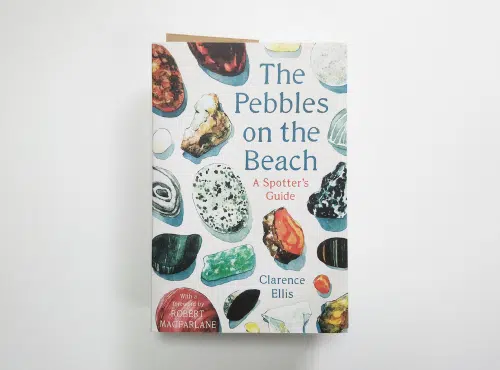 The
Pebbles
on the
Beach
A Spotter's
Guide
Clarence
Ellis
With a
foreword by
ROBERT
MACFARLANE